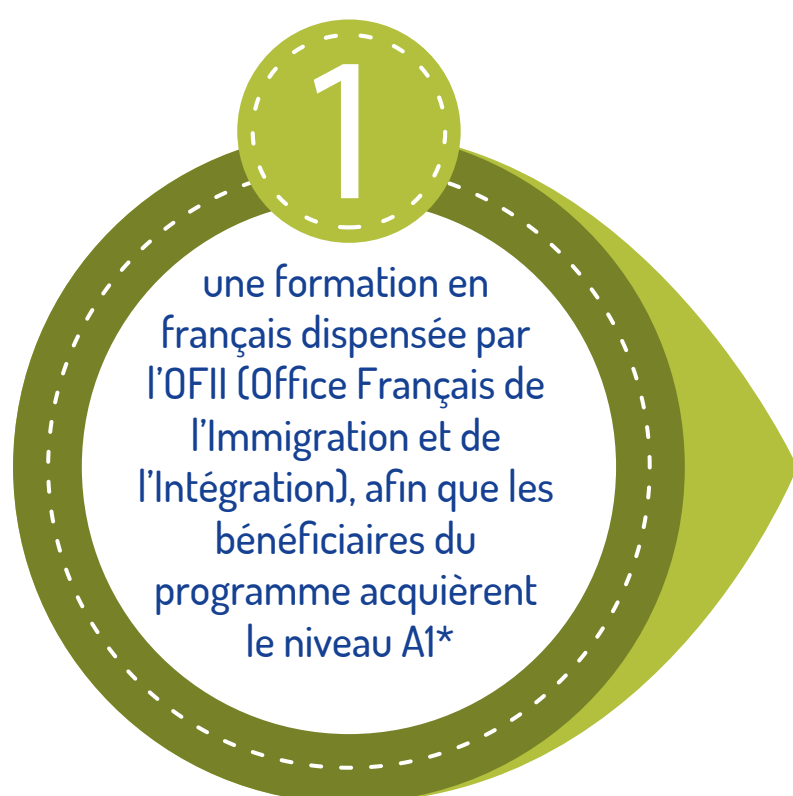 1
une formation en
français dispensée par
l'OFII (Office Français de
l'Immigration et de
l'Intégration), afin que les
bénéficiaires du
programme acquièrent
le niveau A1*